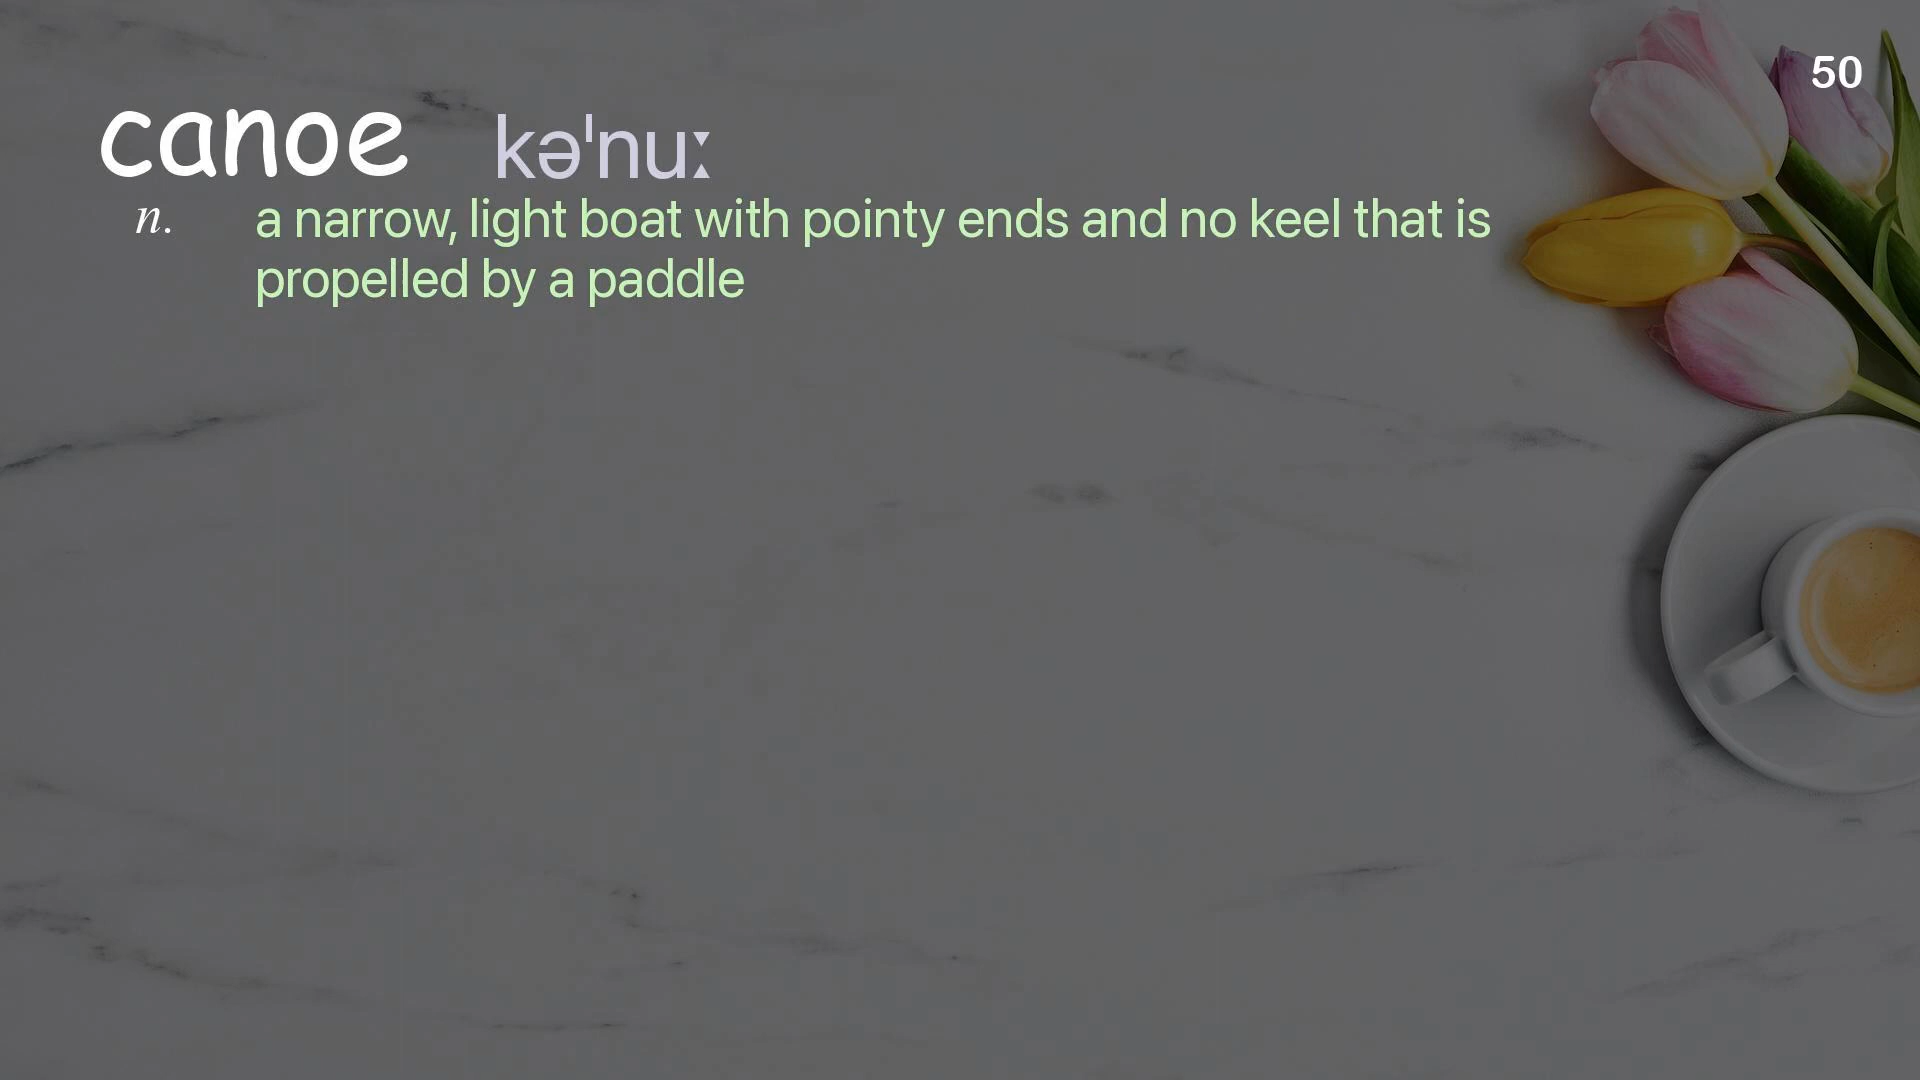 50
canoe kəˈnuː
n. a narrow, light boat with pointy ends and no keel that is
propelled by a paddle